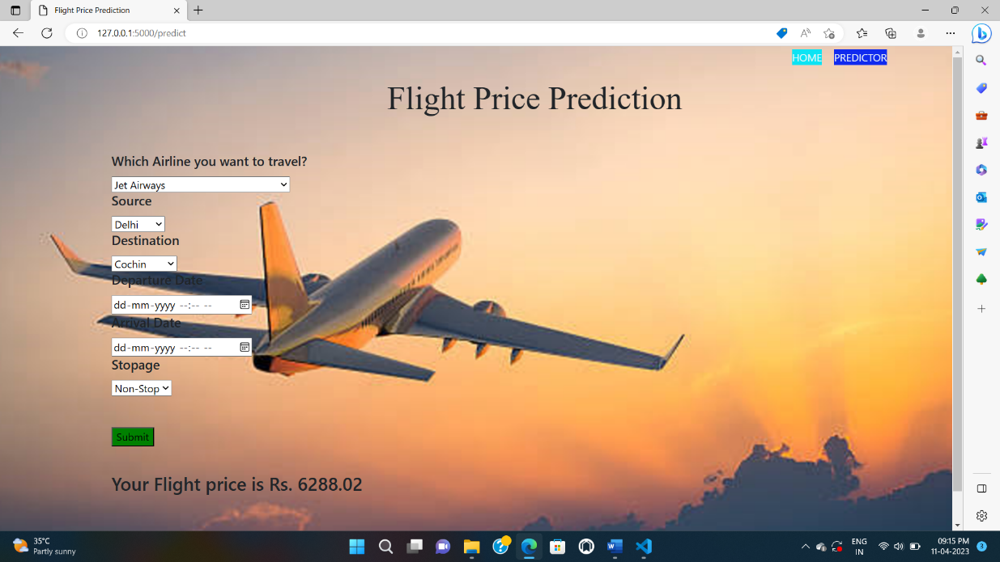 Flight Price Prediction
127.0.0.1:5000/predict
HOME PREDICTOR
Flight Price Prediction
Which Airline you want to travel?
Jet Airways
Source
Delhi
Destination
Cochin
Departure Date
dd-mm-yyyy --:-- --
Arrival Date
dd-mm-yyyy --:-- --
Stopage
Non-Stop
Submit
Your Flight price is Rs. 6288.02
35°C
Partly sunny
ENG
IN
09:15 PM
11-04-2023
3